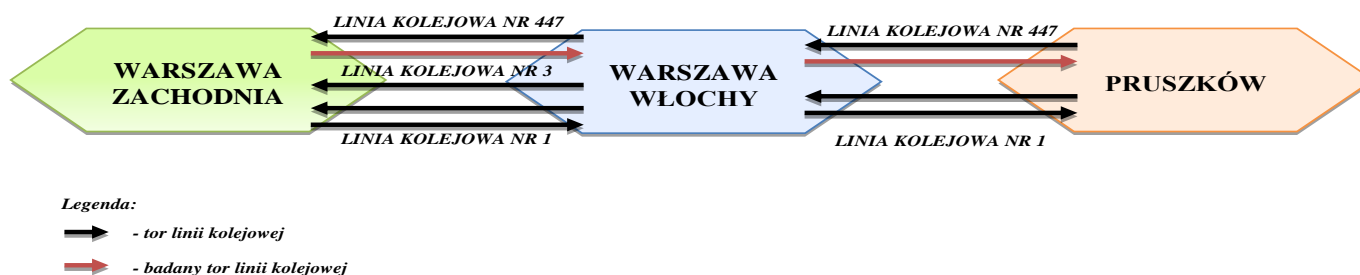 LINIA KOLEJOWA NR 447
LINIA KOLEJOWA NR 447
WARSZAWA
ZACHODNIA
LINIA KOLEJOWA NR 3
WARSZAWA
WŁOCHY
PRUSZKÓW
LINIA KOLEJOWA NR 1
LINIA KOLEJOWA NR 1
Legenda:
- tor linii kolejowej
- badany tor linii kolejowej